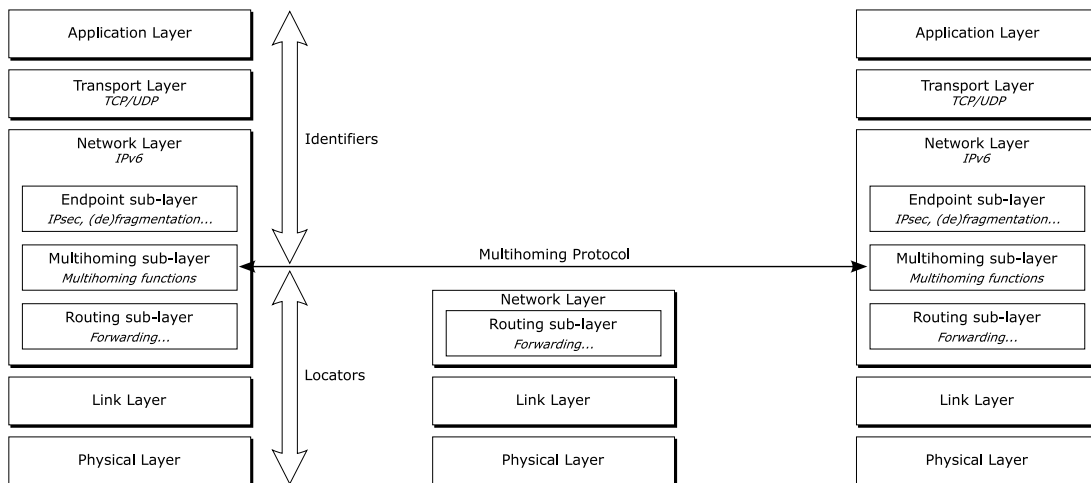 Application Layer
Transport Layer
TCP/UDP
Network Layer
IPv6
Endpoint sub-layer
IPsec, (de)fragmentation...
Multihoming sub-layer
Multihoming functions
Routing sub-layer
Forwarding...
Link Layer
Physical Layer
Identifiers
Locators
Multihoming Protocol
Network Layer
Routing sub-layer
Forwarding...
Link Layer
Physical Layer
Application Layer
Transport Layer
TCP/UDP
Network Layer
IPv6
Endpoint sub-layer
IPsec, (de)fragmentation...
Multihoming sub-layer
Multihoming functions
Routing sub-layer
Forwarding...
Link Layer
Physical Layer